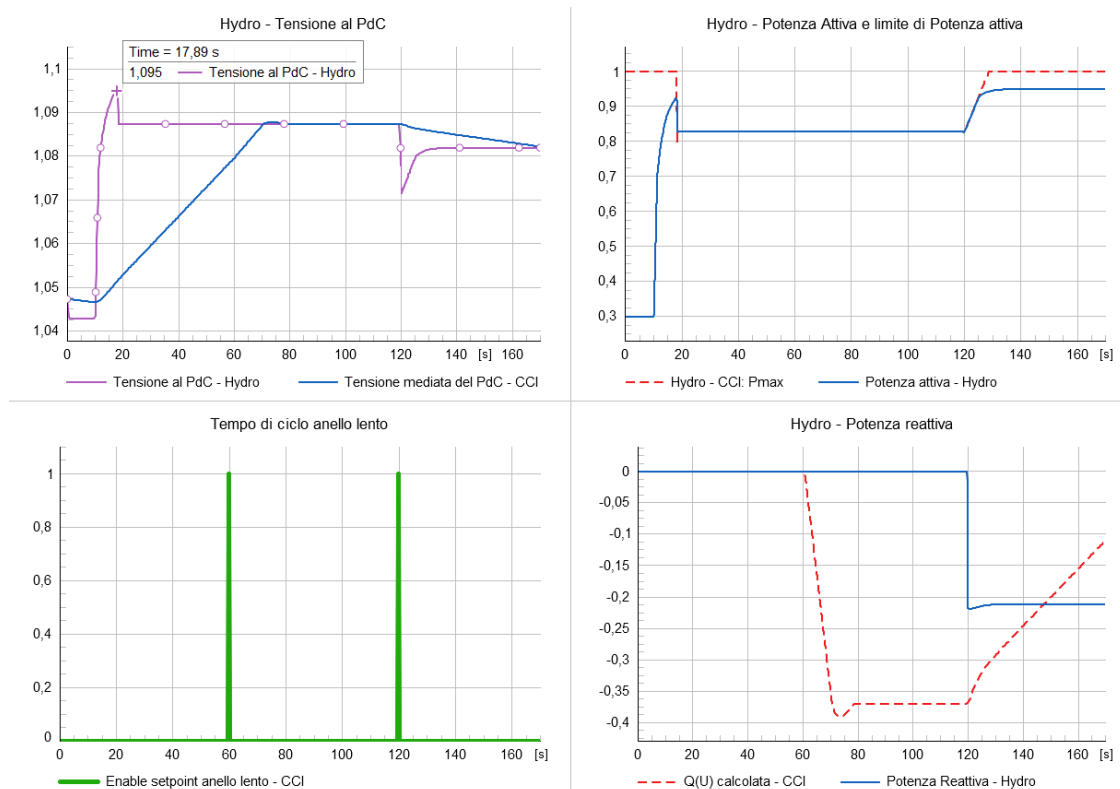 Hydro - Tensione al PdC
Time = 17,89 s
1,095 Tensione al PdC - Hydro
1,1
1,09
1,08
1,07
1,06
1,05
1,04
0 20 40 60 80 100 120 140 160 [s]
Tensione al PdC - Hydro Tensione mediata del PdC - CCI
Hydro - Potenza Attiva e limite di Potenza attiva
1
0,9
0,8
0,7
0,6
0,5
0,4
0,3
0 20 40 60 80 100 120 140 160 [s]
Hydro - CCI: Pmax Potenza attiva - Hydro
Tempo di ciclo anello lento
1
0,8
0,6
0,4
0,2
0
0 20 40 60 80 100 120 140 160 [s]
Enable setpoint anello lento - CCI
Hydro - Potenza reattiva
0
-0,05
-0,1
-0,15
-0,2
-0,25
-0,3
-0,35
-0,4
0 20 40 60 80 100 120 140 160 [s]
Q(U) calcolata - CCI Potenza Reattiva - Hydro